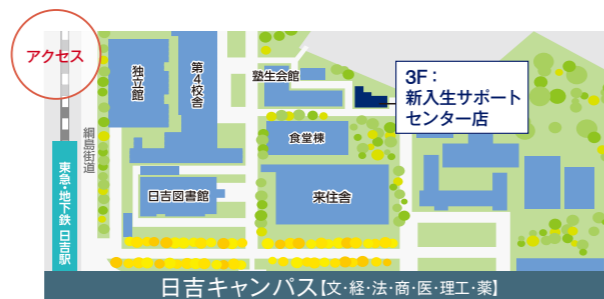 アクセス
独立館
第4校舎
塾生会館
3F：
新入生サポート
センター店
食堂棟
綱島街道
東急・地下鉄 日吉駅
日吉図書館
来往舎
日吉キャンパス【文・経・法・商・医・理工・薬】